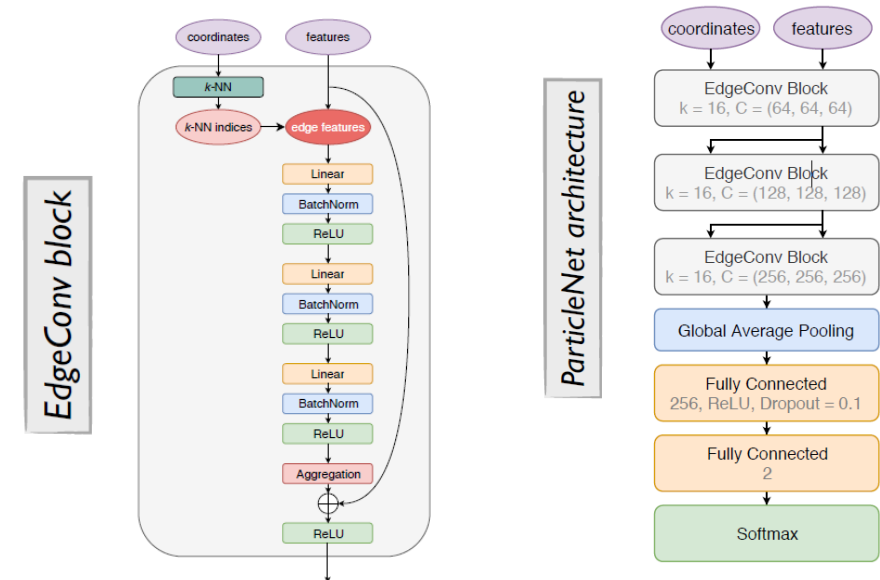 EdgeConv block
coordinates
features
k-NN
k-NN indices
edge features
Linear
BatchNorm
ReLU
Linear
BatchNorm
ReLU
Linear
BatchNorm
ReLU
Aggregation
ReLU
ParticleNet architecture
coordinates
features
EdgeConv Block
k = 16, C = (64, 64, 64)
EdgeConv Block
k = 16, C = (128, 128, 128)
EdgeConv Block
k = 16, C = (256, 256, 256)
Global Average Pooling
Fully Connected
256, ReLU, Dropout = 0.1
Fully Connected
2
Softmax